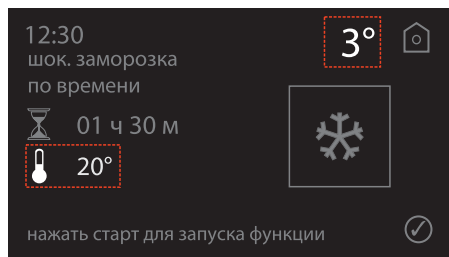 12:30
3°
шок. заморозка
по времени
01 ч 30 м
20°
нажать старт для запуска функции